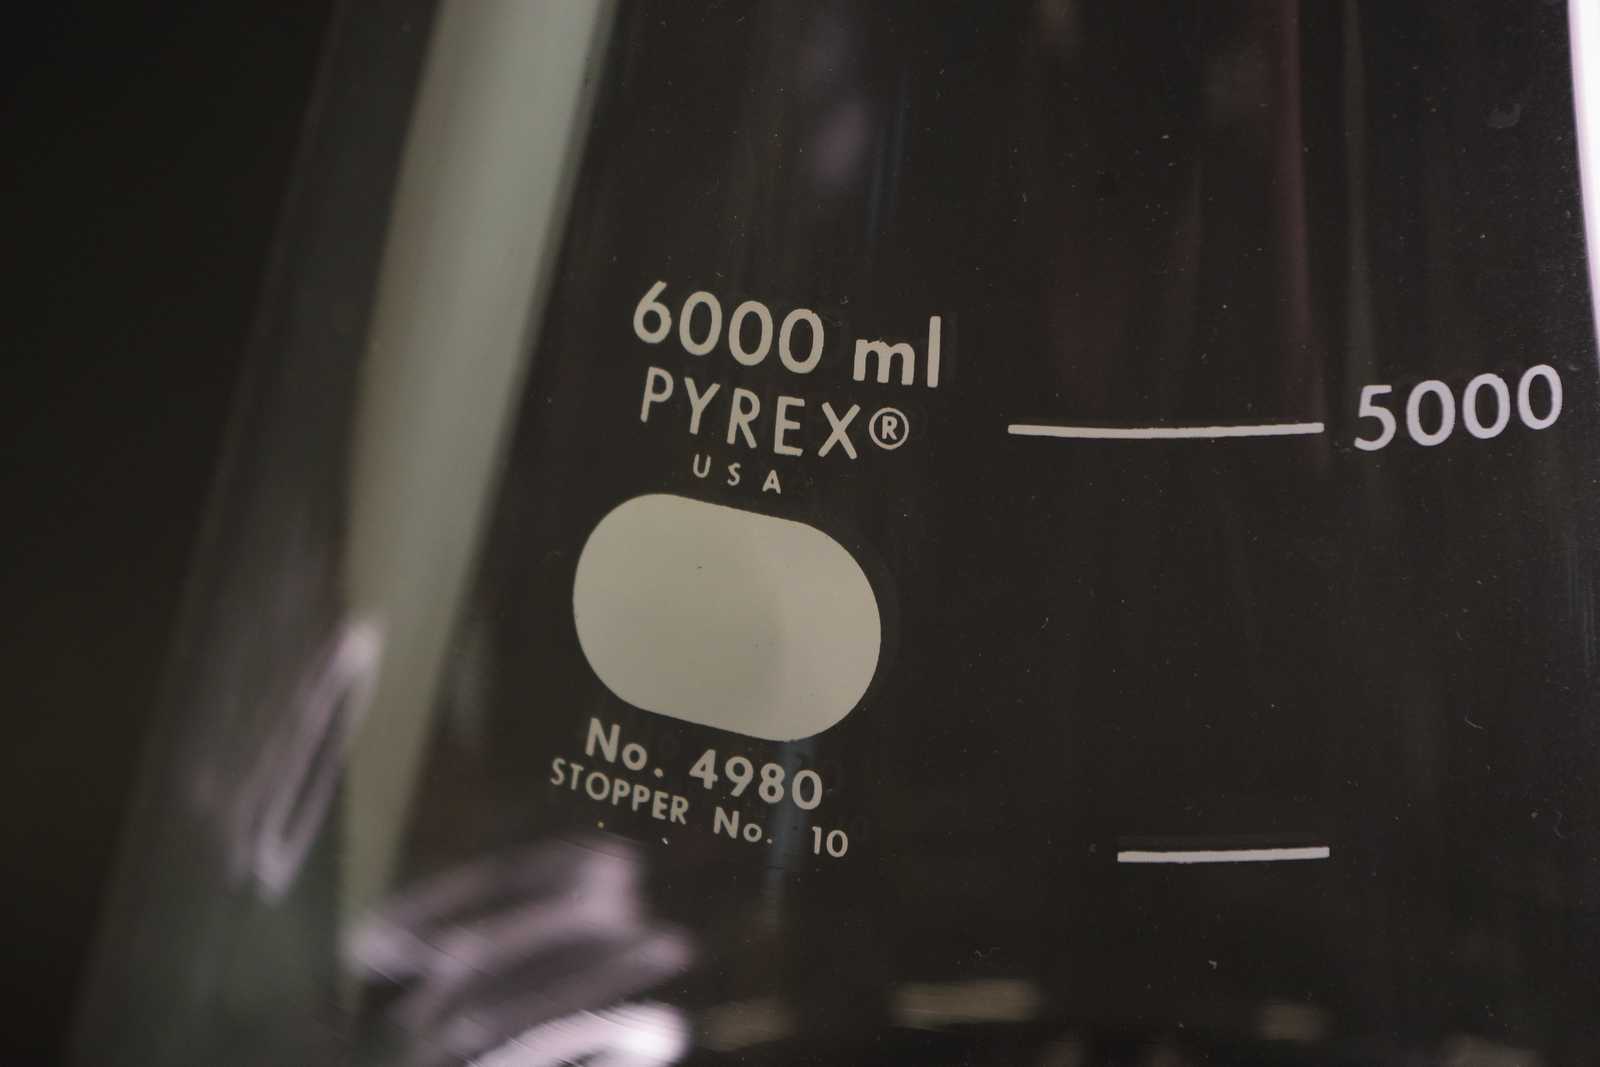 6000 ml
PYREX®
USA
No. 4980
STOPPER No. 10
5000